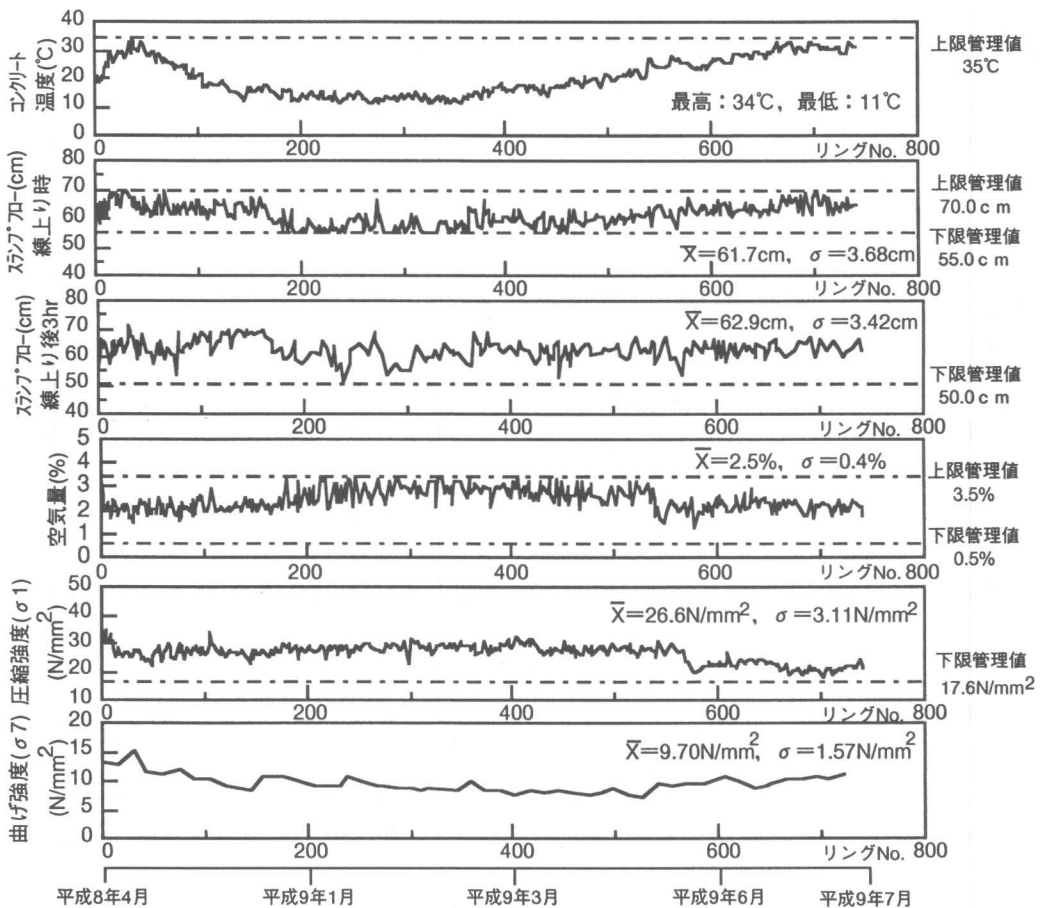 コンクリート
温度(℃)
40
30
20
10
0
0
200
400
600
リングNo.
800
最高:34℃, 最低:11℃
上限管理値
35℃
スランプフロー(cm)
練上り時
80
70
60
50
40
0
200
400
600
リングNo.
800
X̄=61.7cm, σ=3.68cm
上限管理値
70.0cm
下限管理値
55.0cm
スランプフロー(cm)
練上り後3hr
80
70
60
50
40
0
200
400
600
リングNo.
800
X̄=62.9cm, σ=3.42cm
下限管理値
50.0cm
空気量(%)
5
4
3
2
1
0
0
200
400
600
リングNo.
800
X̄=2.5%, σ=0.4%
上限管理値
3.5%
下限管理値
0.5%
圧縮強度(σ1)
(N/mm²)
50
40
30
20
10
0
200
400
600
リングNo.
800
X̄=26.6N/mm², σ=3.11N/mm²
下限管理値
17.6N/mm²
曲げ強度(σ7)
(N/mm²)
20
15
10
5
0
0
200
400
600
リングNo.
800
X̄=9.70N/mm², σ=1.57N/mm²
平成8年4月
平成9年1月
平成9年3月
平成9年6月
平成9年7月